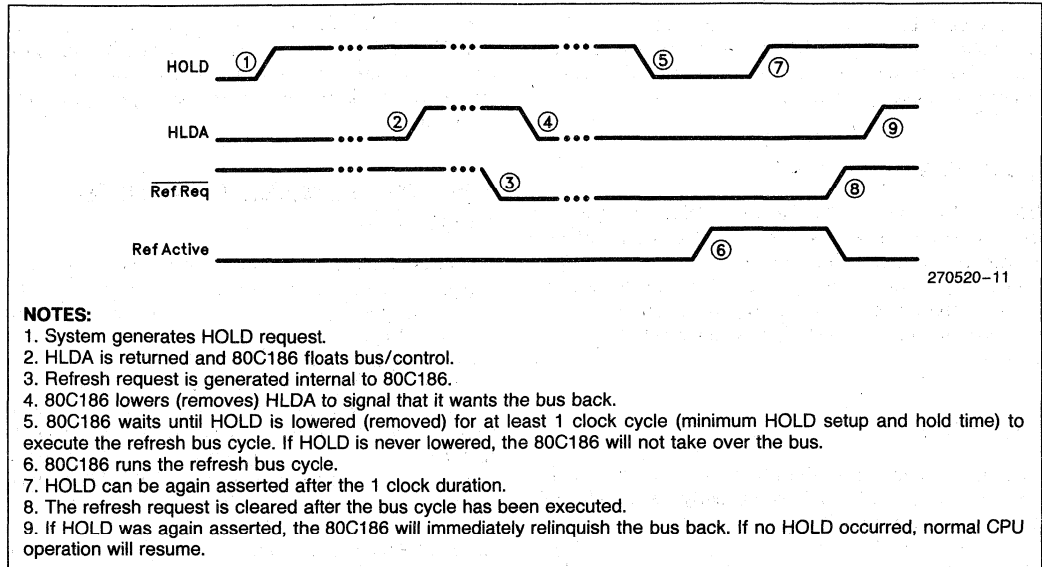 HOLD ① ⑤ ⑦
HLDA ② ④ ⑨
Ref Req ③ ⑧
Ref Active ⑥
270520-11
NOTES:
1. System generates HOLD request.
2. HLDA is returned and 80C186 floats bus/control.
3. Refresh request is generated internal to 80C186.
4. 80C186 lowers (removes) HLDA to signal that it wants the bus back.
5. 80C186 waits until HOLD is lowered (removed) for at least 1 clock cycle (minimum HOLD setup and hold time) to
execute the refresh bus cycle. If HOLD is never lowered, the 80C186 will not take over the bus.
6. 80C186 runs the refresh bus cycle.
7. HOLD can be again asserted after the 1 clock duration.
8. The refresh request is cleared after the bus cycle has been executed.
9. If HOLD was again asserted, the 80C186 will immediately relinquish the bus back. If no HOLD occurred, normal CPU
operation will resume.